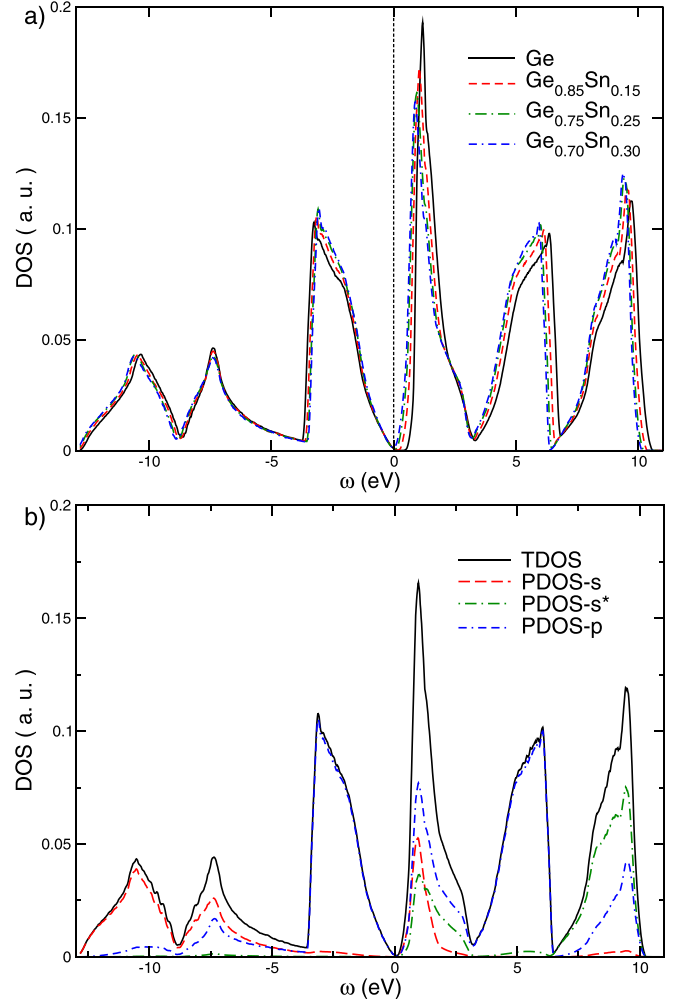 a)
0.2
0.15
0.1
0.05
0
DOS ( a. u. )
Ge
Ge0.85Sn0.15
Ge0.75Sn0.25
Ge0.70Sn0.30
-10 -5 0 5 10
ω (eV)
b)
0.2
0.15
0.1
0.05
0
DOS ( a. u. )
TDOS
PDOS-s
PDOS-s*
PDOS-p
-10 -5 0 5 10
ω (eV)